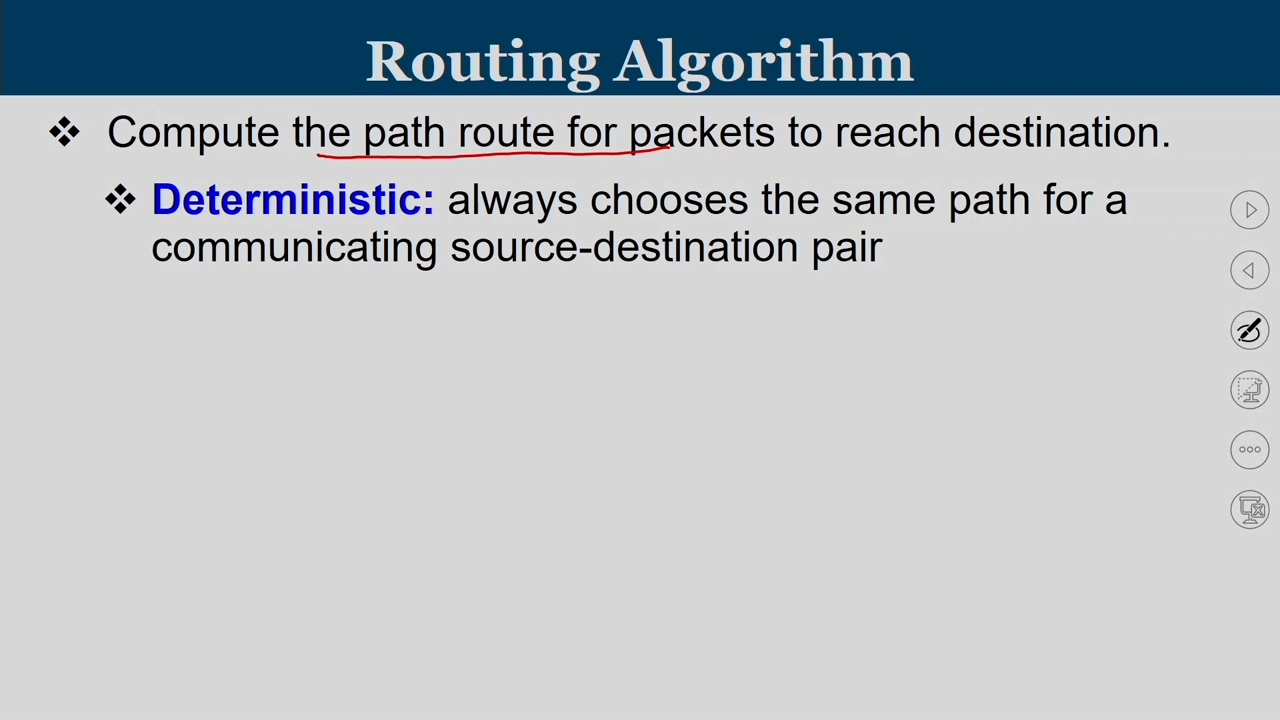 Routing Algorithm
❖ Compute the path route for packets to reach destination.
❖ Deterministic: always chooses the same path for a
communicating source-destination pair